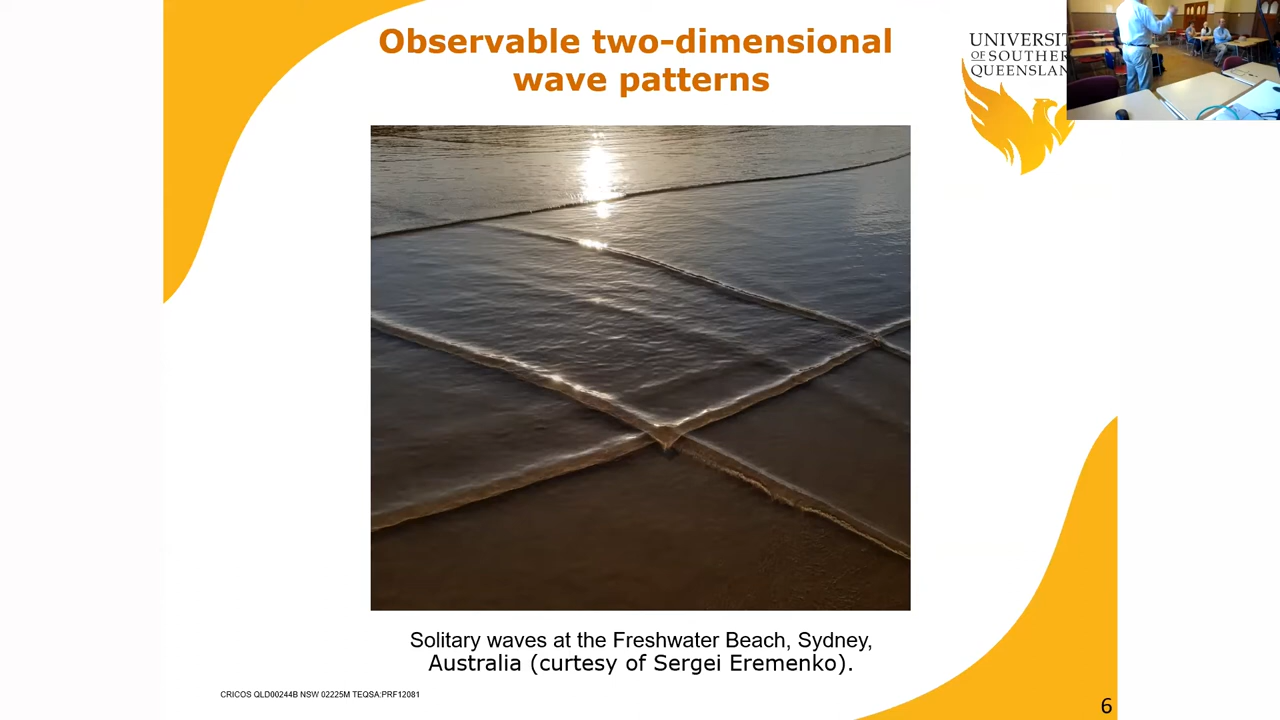 Observable two-dimensional
wave patterns
UNIVERSIT
OF SOUTHER
QUEENSLAN
Solitary waves at the Freshwater Beach, Sydney,
Australia (curtesy of Sergei Eremenko).
CRICOS QLD00244B NSW 02225M TEQSA:PRF12081
6